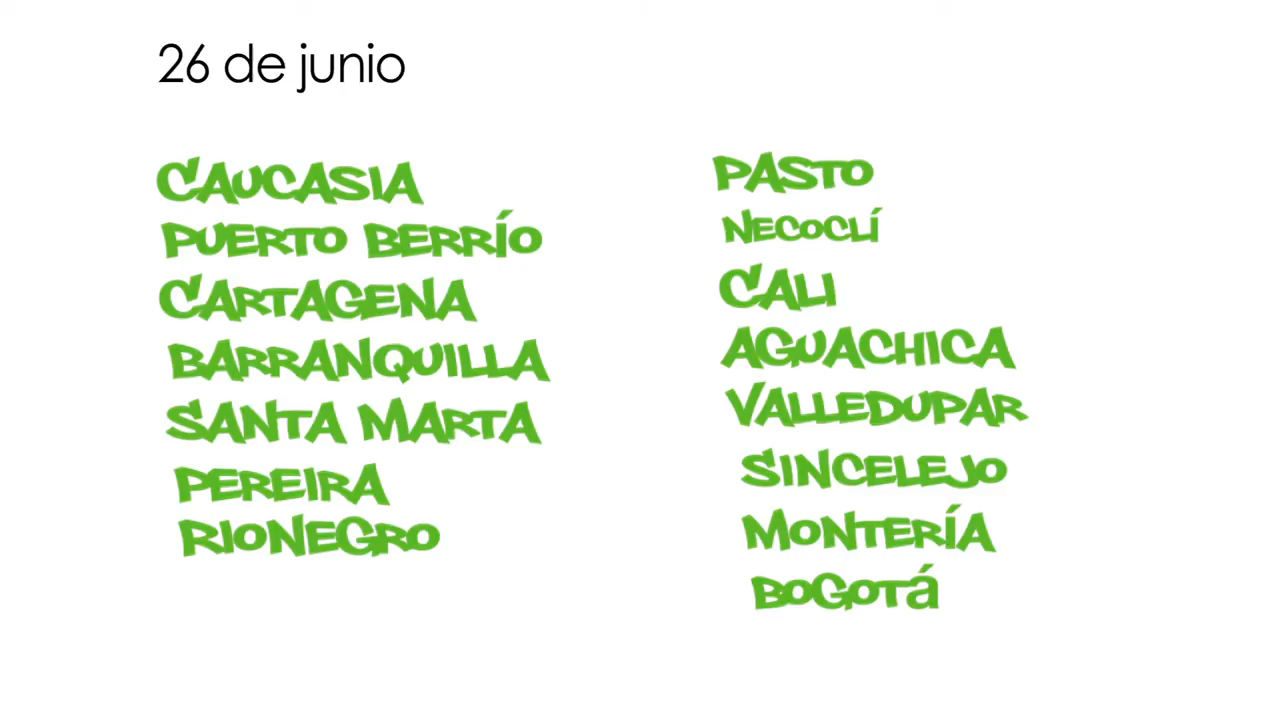 26 de junio
CAUCASIA
PUERTO BERRÍO
CARTAGENA
BARRANQUILLA
SANTA MARTA
PEREIRA
RIONEGRO
PASTO
NECOCLÍ
CALI
AGUACHICA
VALLEDUPAR
SINCELEJO
MONTERÍA
BOGOTá